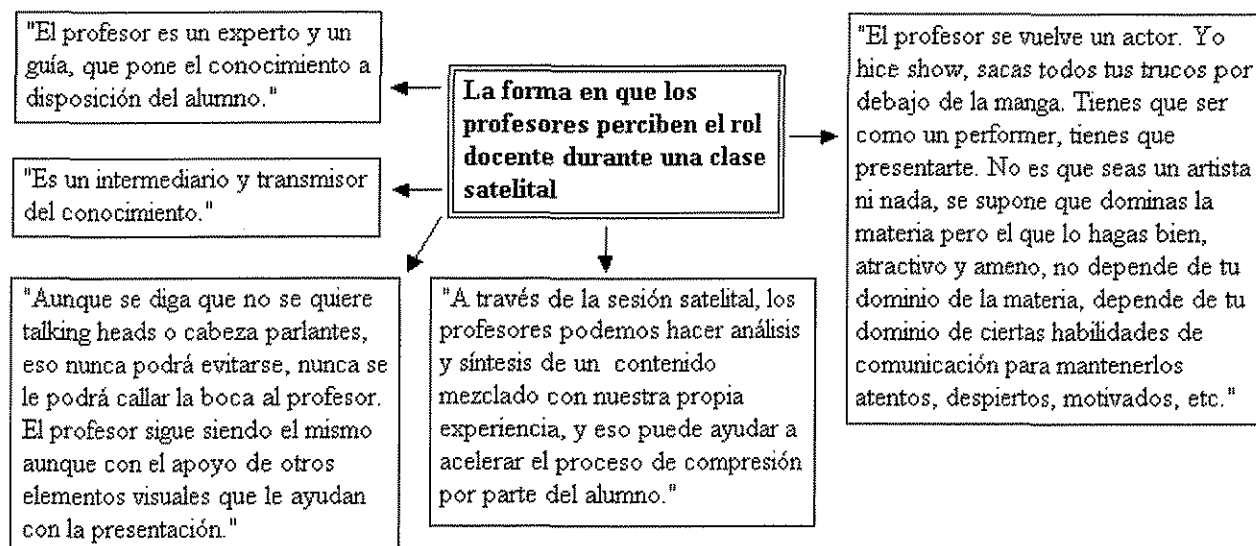 "El profesor es un experto y un
guía, que pone el conocimiento a
disposición del alumno."
La forma en que los
profesores perciben el rol
docente durante una clase
satelital
"El profesor se vuelve un actor. Yo
hice show, sacas todos tus trucos por
debajo de la manga. Tienes que ser
como un performer, tienes que
presentarte. No es que seas un artista
ni nada, se supone que dominas la
materia pero el que lo hagas bien,
atractivo y ameno, no depende de tu
dominio de la materia, depende de tu
dominio de ciertas habilidades de
comunicación para mantenerlos
atentos, despiertos, motivados, etc."
"Es un intermediario y transmisor
del conocimiento."
"Aunque se diga que no se quiere
talking heads o cabeza parlantes,
eso nunca podrá evitarse, nunca se
le podrá callar la boca al profesor.
El profesor sigue siendo el mismo
aunque con el apoyo de otros
elementos visuales que le ayudan
con la presentación."
"A través de la sesión satelital, los
profesores podemos hacer análisis
y síntesis de un contenido
mezclado con nuestra propia
experiencia, y eso puede ayudar a
acelerar el proceso de compresión
por parte del alumno."